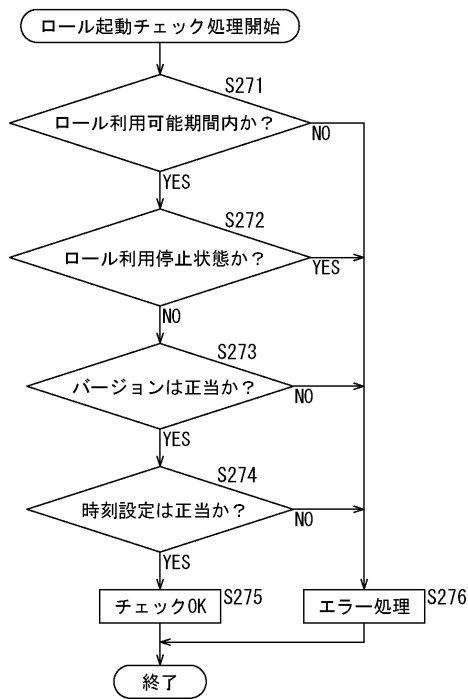 ロール起動チェック処理開始
S271
ロール利用可能期間内か？
NO
YES
S272
ロール利用停止状態か？
YES
NO
S273
バージョンは正当か？
NO
YES
S274
時刻設定は正当か？
NO
YES
チェックOK
S275
エラー処理
S276
終了